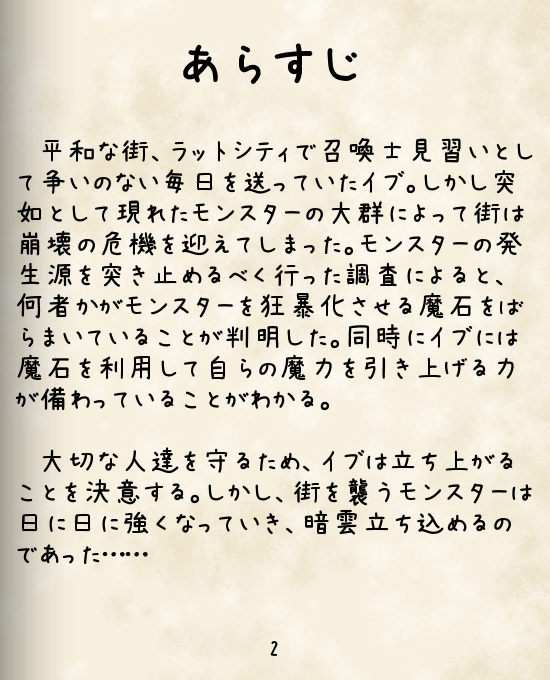 あらすじ
平和な街、ラットシティで召喚士見習いとし
て争いのない毎日を送っていたイブ。しかし突
如として現れたモンスターの大群によって街は
崩壊の危機を迎えてしまった。モンスターの発
生源を突き止めるべく行った調査によると、
何者かがモンスターを狂暴化させる魔石をば
らまいていることが判明した。同時にイブには
魔石を利用して自らの魔力を引き上げる力
が備わっていることがわかる。
大切な人達を守るため、イブは立ち上がる
ことを決意する。しかし、街を襲うモンスターは
日に日に強くなっていき、暗雲立ち込めるの
であった……
2